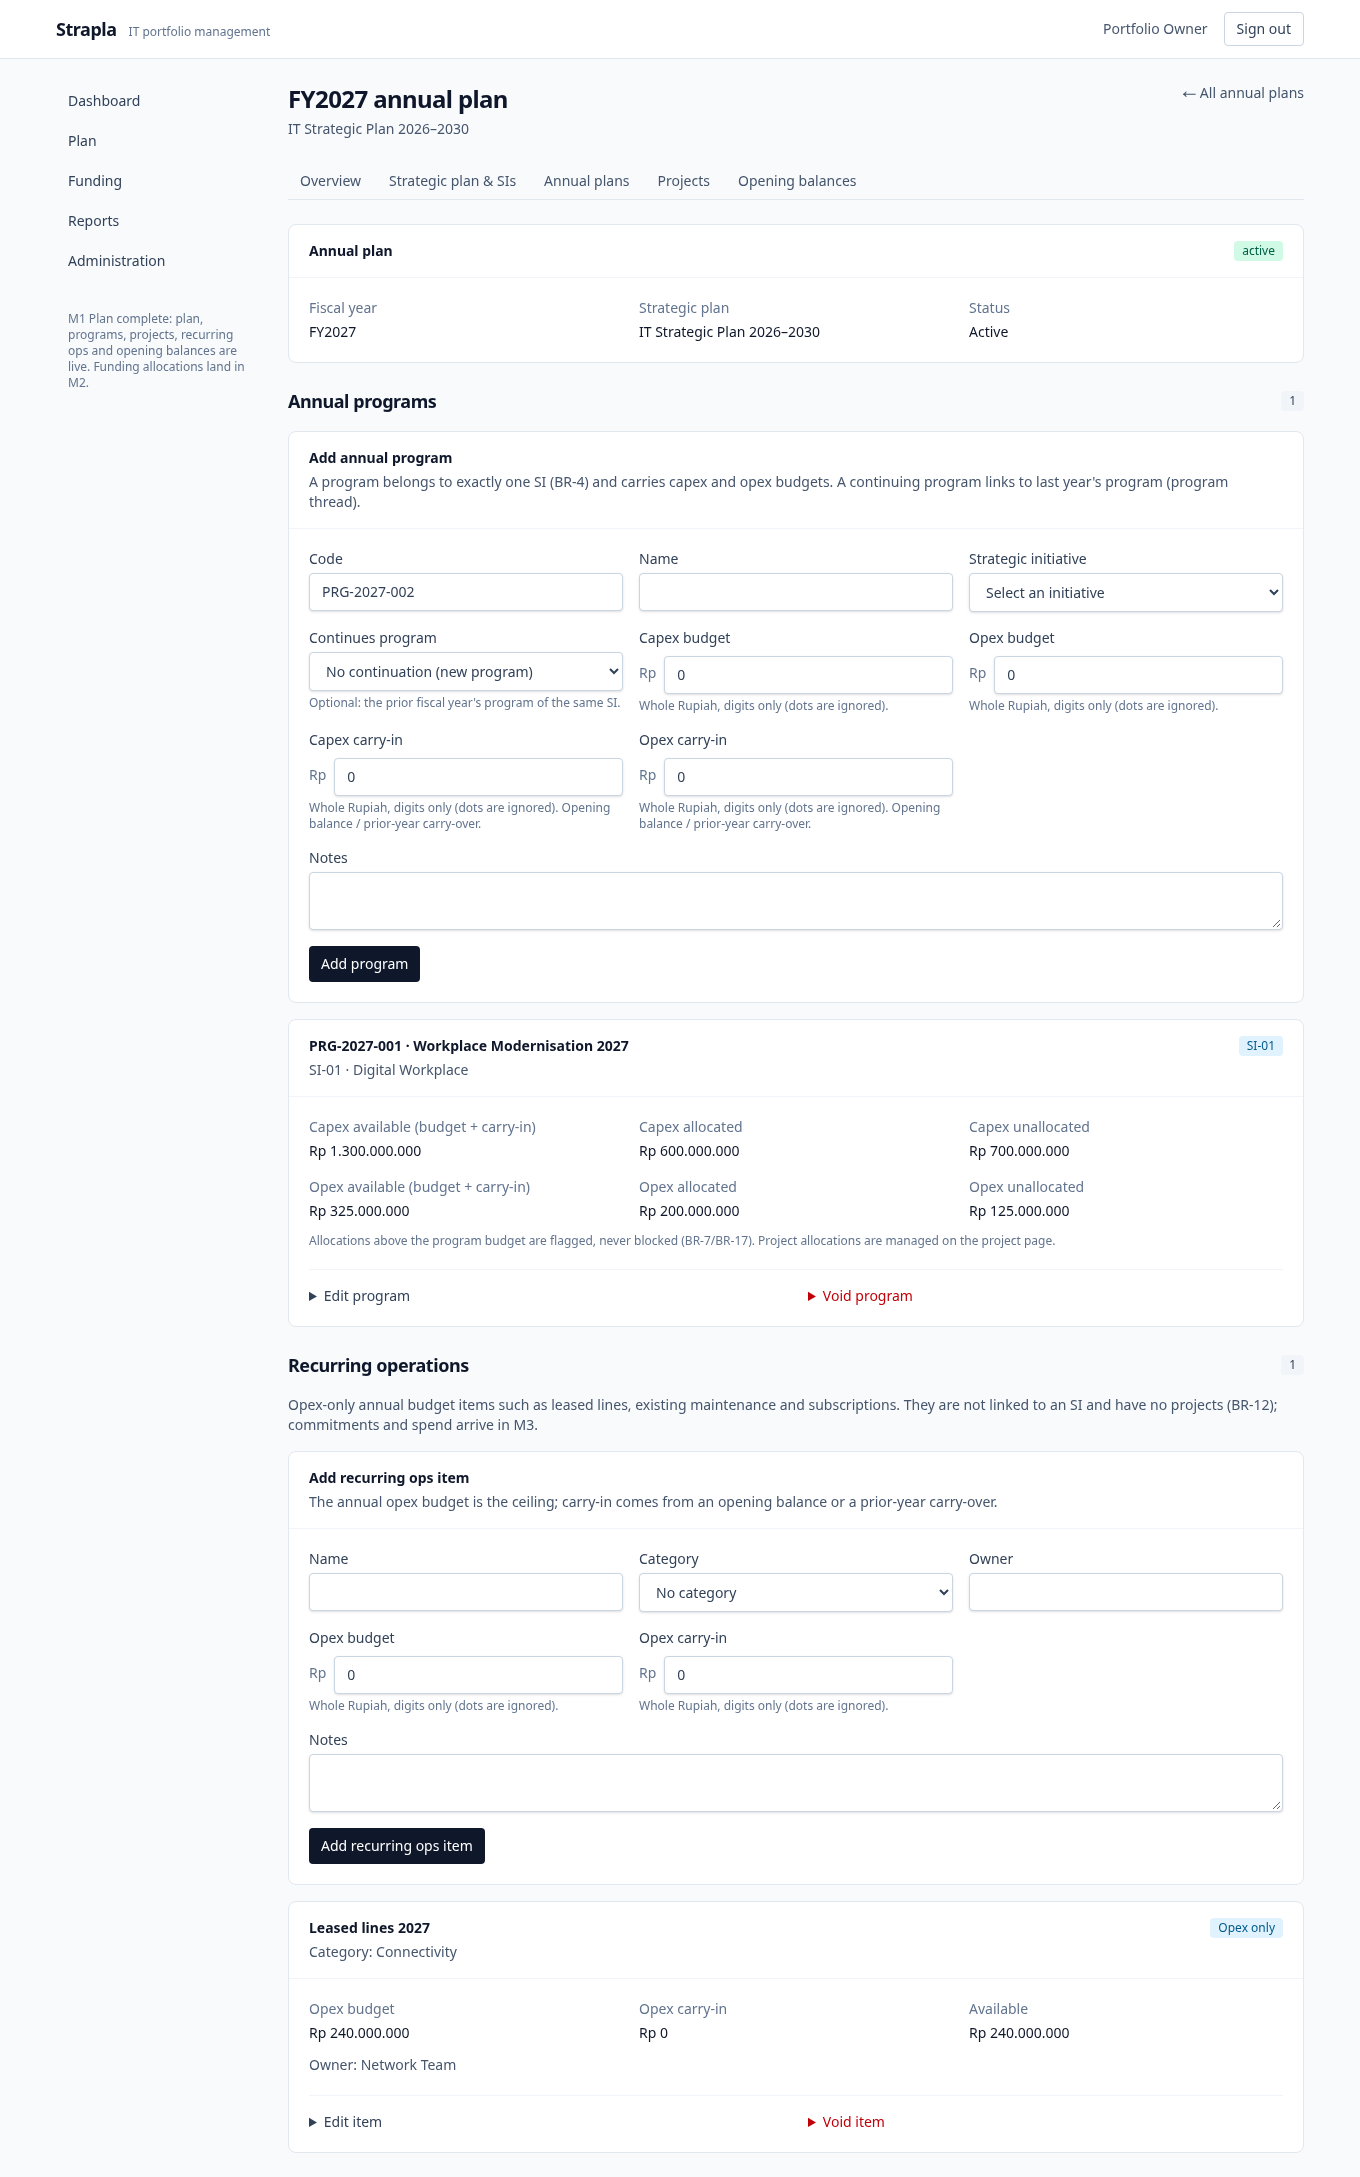 Strapla IT portfolio management
Portfolio Owner
Sign out
Dashboard
Plan
Funding
Reports
Administration
M1 Plan complete: plan,
programs, projects, recurring
ops and opening balances are
live. Funding allocations land in
M2.
FY2027 annual plan
← All annual plans
IT Strategic Plan 2026–2030
Overview Strategic plan & SIs Annual plans Projects Opening balances
Annual plan
active
Fiscal year Strategic plan Status
FY2027 IT Strategic Plan 2026–2030 Active
Annual programs
1
Add annual program
A program belongs to exactly one SI (BR-4) and carries capex and opex budgets. A continuing program links to last year's program (program
thread).
Code Name Strategic initiative
PRG-2027-002 Select an initiative
Continues program Capex budget Opex budget
No continuation (new program) Rp 0 Rp 0
Optional: the prior fiscal year's program of the same SI. Whole Rupiah, digits only (dots are ignored). Whole Rupiah, digits only (dots are ignored).
Capex carry-in Opex carry-in
Rp 0 Rp 0
Whole Rupiah, digits only (dots are ignored). Opening Whole Rupiah, digits only (dots are ignored). Opening
balance / prior-year carry-over. balance / prior-year carry-over.
Notes
Add program
PRG-2027-001 · Workplace Modernisation 2027
SI-01
SI-01 · Digital Workplace
Capex available (budget + carry-in) Capex allocated Capex unallocated
Rp 1.300.000.000 Rp 600.000.000 Rp 700.000.000
Opex available (budget + carry-in) Opex allocated Opex unallocated
Rp 325.000.000 Rp 200.000.000 Rp 125.000.000
Allocations above the program budget are flagged, never blocked (BR-7/BR-17). Project allocations are managed on the project page.
▶ Edit program ▶ Void program
Recurring operations
1
Opex-only annual budget items such as leased lines, existing maintenance and subscriptions. They are not linked to an SI and have no projects (BR-12);
commitments and spend arrive in M3.
Add recurring ops item
The annual opex budget is the ceiling; carry-in comes from an opening balance or a prior-year carry-over.
Name Category Owner
No category
Opex budget Opex carry-in
Rp 0 Rp 0
Whole Rupiah, digits only (dots are ignored). Whole Rupiah, digits only (dots are ignored).
Notes
Add recurring ops item
Leased lines 2027
Opex only
Category: Connectivity
Opex budget Opex carry-in Available
Rp 240.000.000 Rp 0 Rp 240.000.000
Owner: Network Team
▶ Edit item ▶ Void item